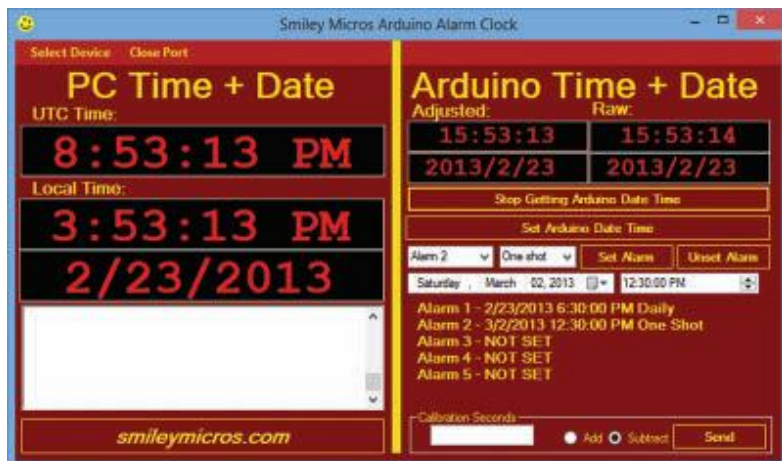 Smiley Micros Arduino Alarm Clock
Select Device Close Port
PC Time + Date
UTC Time:
8:53:13 PM
Local Time:
3:53:13 PM
2/23/2013
smileymicros.com
Arduino Time + Date
Adjusted: Raw:
15:53:13 15:53:14
2013/2/23 2013/2/23
Stop Getting Arduino Date Time
Set Arduino Date Time
Alarm 2 One shot Set Alarm Unset Alarm
Saturday , March 02, 2013 12:30:00 PM
Alarm 1 - 2/23/2013 6:30:00 PM Daily
Alarm 2 - 3/2/2013 12:30:00 PM One Shot
Alarm 3 - NOT SET
Alarm 4 - NOT SET
Alarm 5 - NOT SET
Calibration Seconds
Add Subtract Send